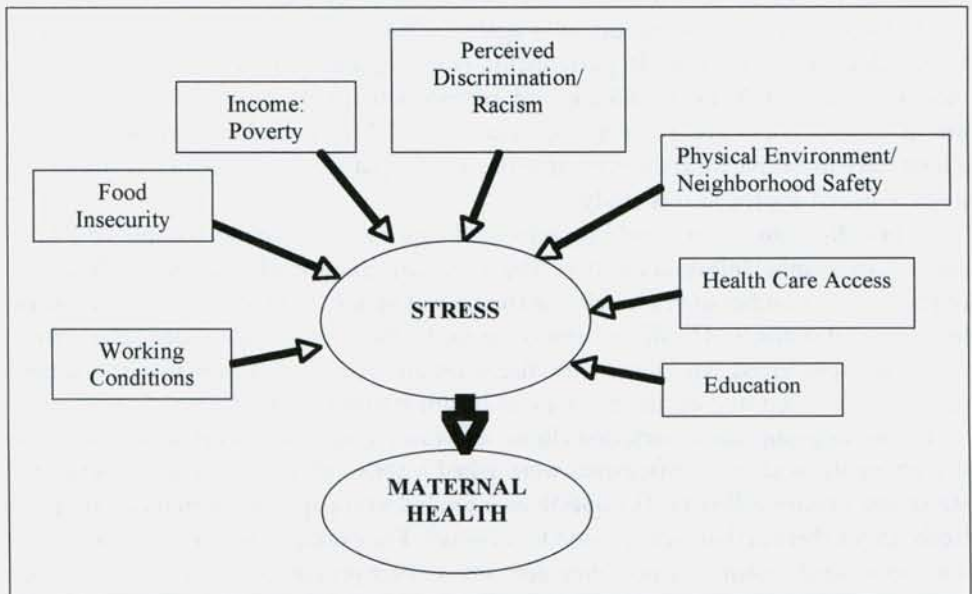 Perceived
Discrimination/
Racism
Income:
Poverty
Physical Environment/
Neighborhood Safety
Food
Insecurity
Health Care Access
STRESS
Working
Conditions
Education
MATERNAL
HEALTH